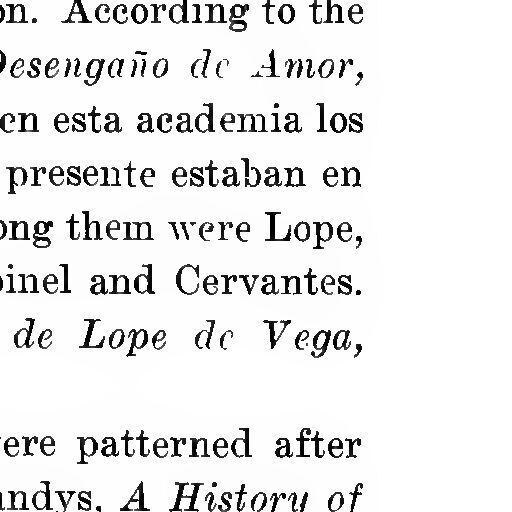 on. According to the
Desengaño de Amor,
en esta academia los
presente estaban en
ong them were Lope,
pinel and Cervantes.
de Lope de Vega,
ere patterned after
andys, A History of